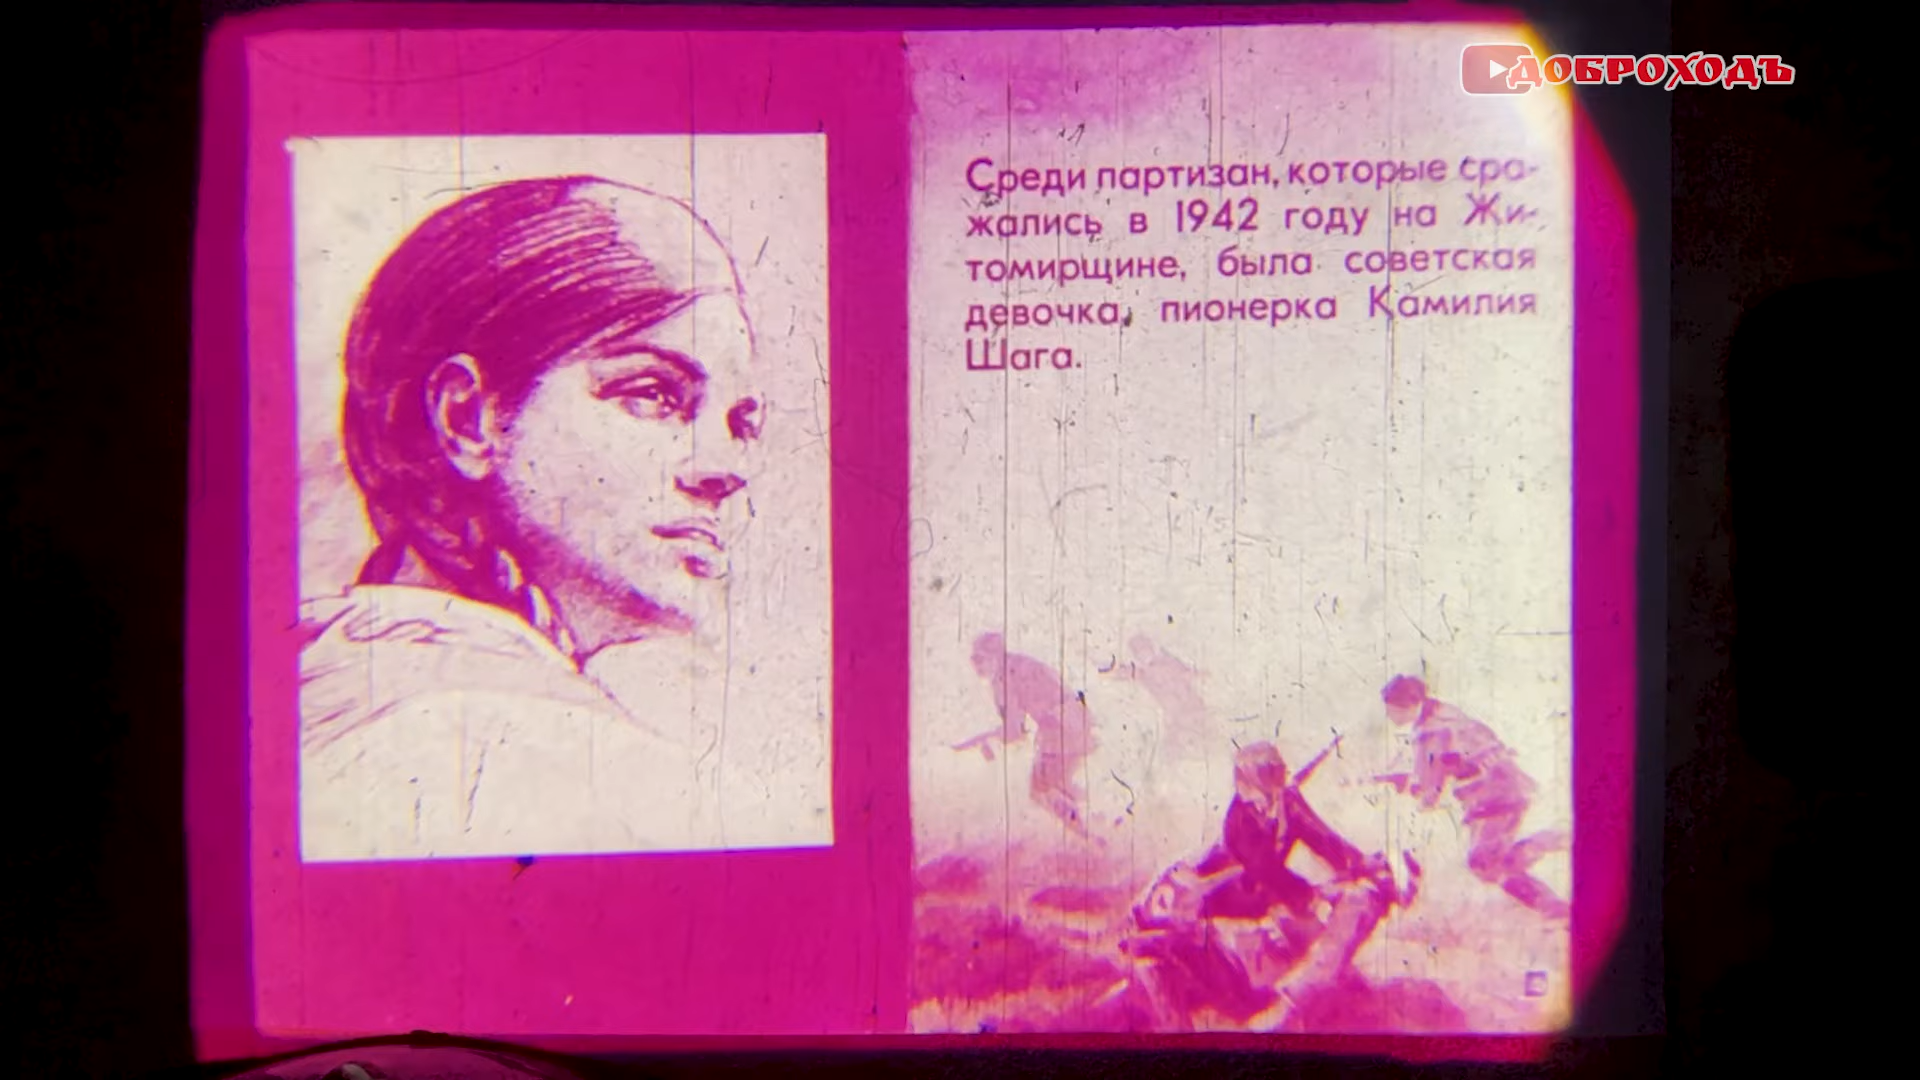 ДОБРОХОДЪ
Среди партизан, которые сра-
жались в 1942 году на Жи-
томирщине, была советская
девочка, пионерка Камилия
Шага.